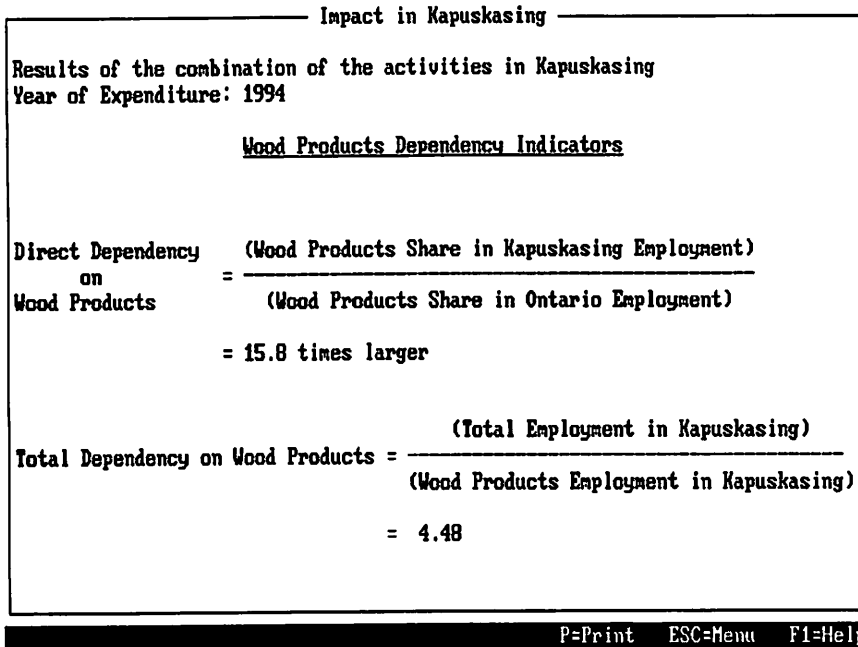 Impact in Kapuskasing
Results of the combination of the activities in Kapuskasing
Year of Expenditure: 1994
Wood Products Dependency Indicators
Direct Dependency on Wood Products = (Wood Products Share in Kapuskasing Employment)
(Wood Products Share in Ontario Employment)
= 15.8 times larger
(Total Employment in Kapuskasing)
Total Dependency on Wood Products =
(Wood Products Employment in Kapuskasing)
= 4.48
P=Print ESC=Menu F1=Help